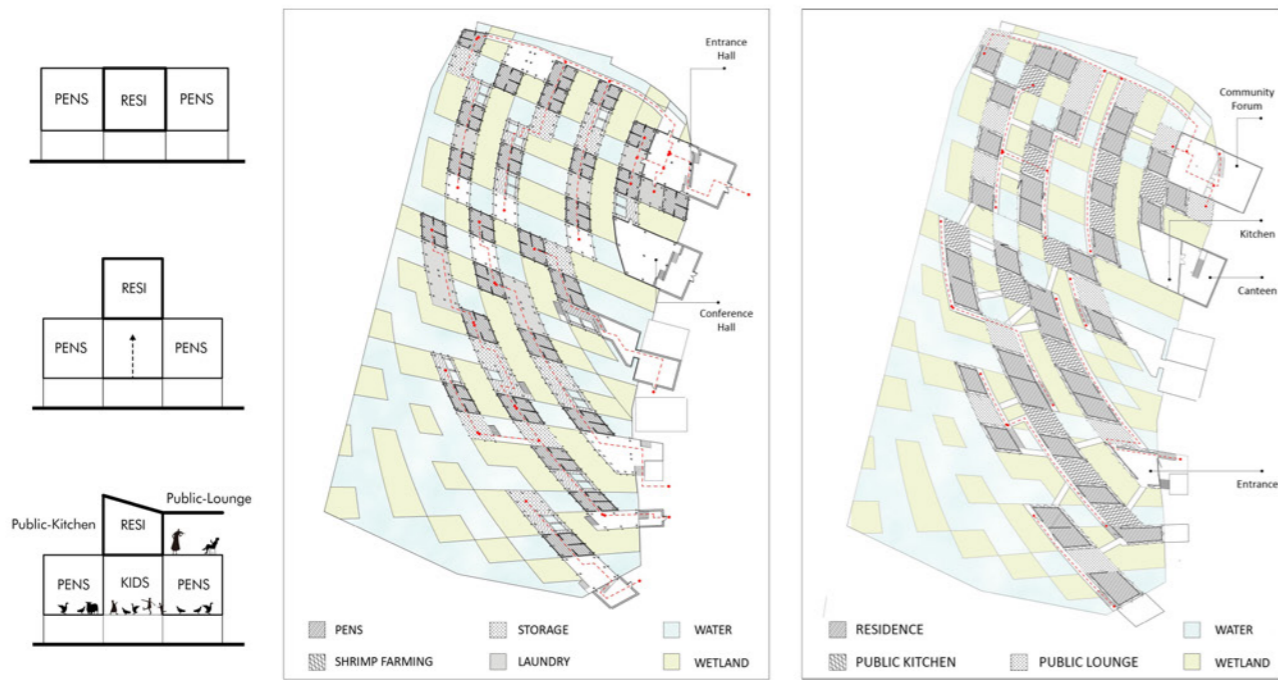 PENS RESI PENS
RESI
PENS PENS
Public-Lounge
Public-Kitchen
RESI
PENS KIDS PENS
Entrance
Hall
Conference
Hall
PENS STORAGE WATER
SHRIMP FARMING LAUNDRY WETLAND
Community
Forum
Kitchen
Canteen
Entrance
RESIDENCE WATER
PUBLIC KITCHEN PUBLIC LOUNGE WETLAND